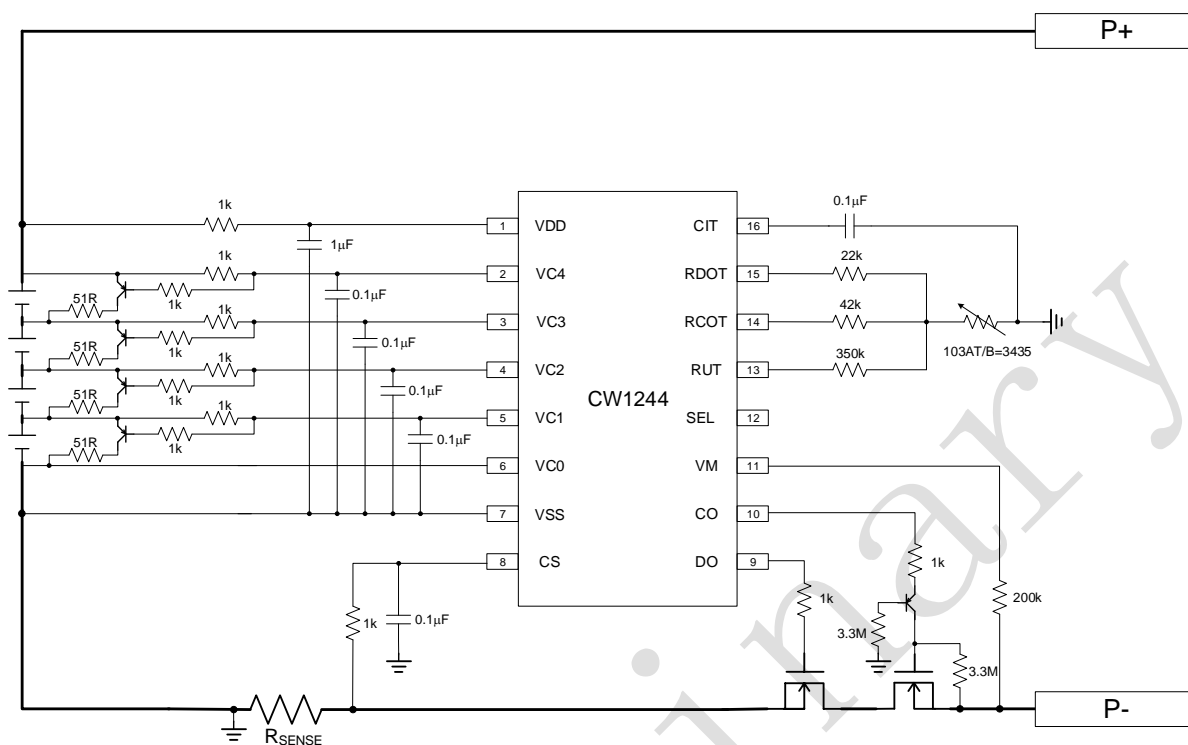 P+
1k
1 VDD
CIT 16
0.1µF
1µF
1k
2 VC4
RDOT 15
22k
51R
1k
0.1µF
1k
3 VC3
RCOT 14
42k
103AT/B=3435
51R
1k
0.1µF
1k
4 VC2
RUT 13
350k
51R
1k
0.1µF
CW1244
1k
5 VC1
SEL 12
51R
1k
0.1µF
6 VC0
VM 11
7 VSS
CO 10
8 CS
DO 9
1k
0.1µF
1k
1k
200k
3.3M
3.3M
RSENSE
P-
inary